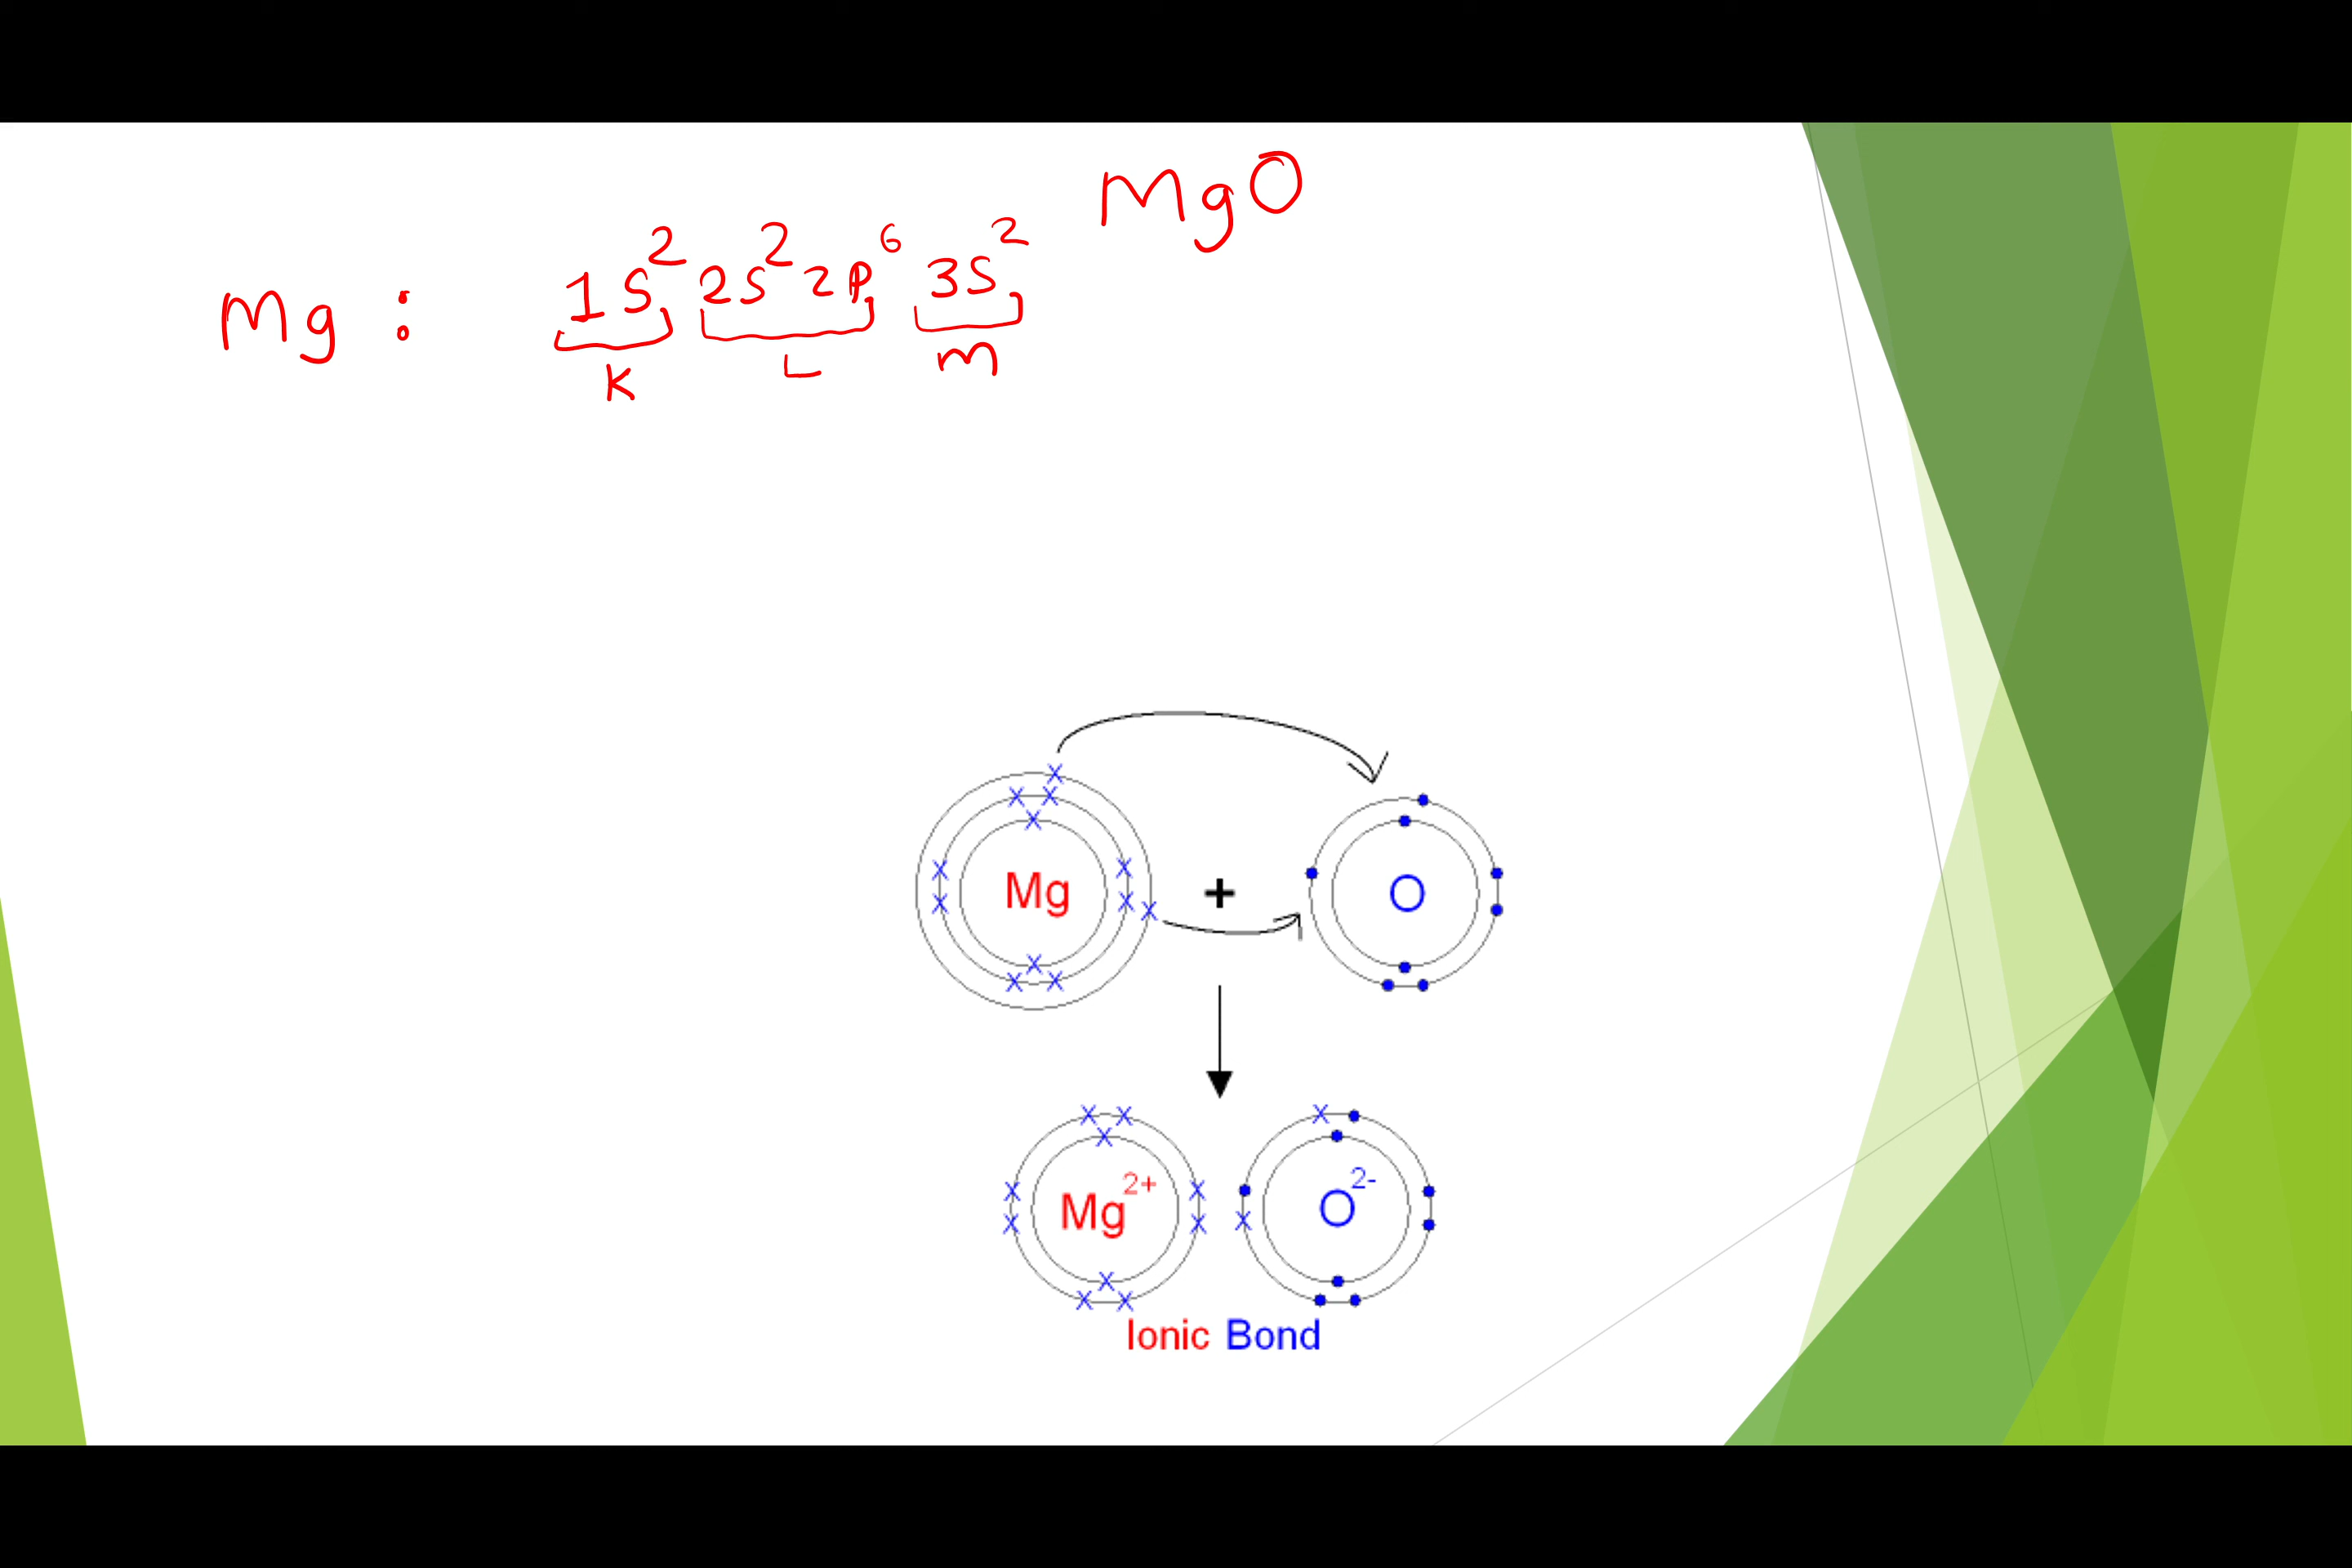 MgO
Mg : 1s² 2s² 2p⁶ 3s²
K L M
Mg + O
Mg²⁺ O²⁻
Ionic Bond